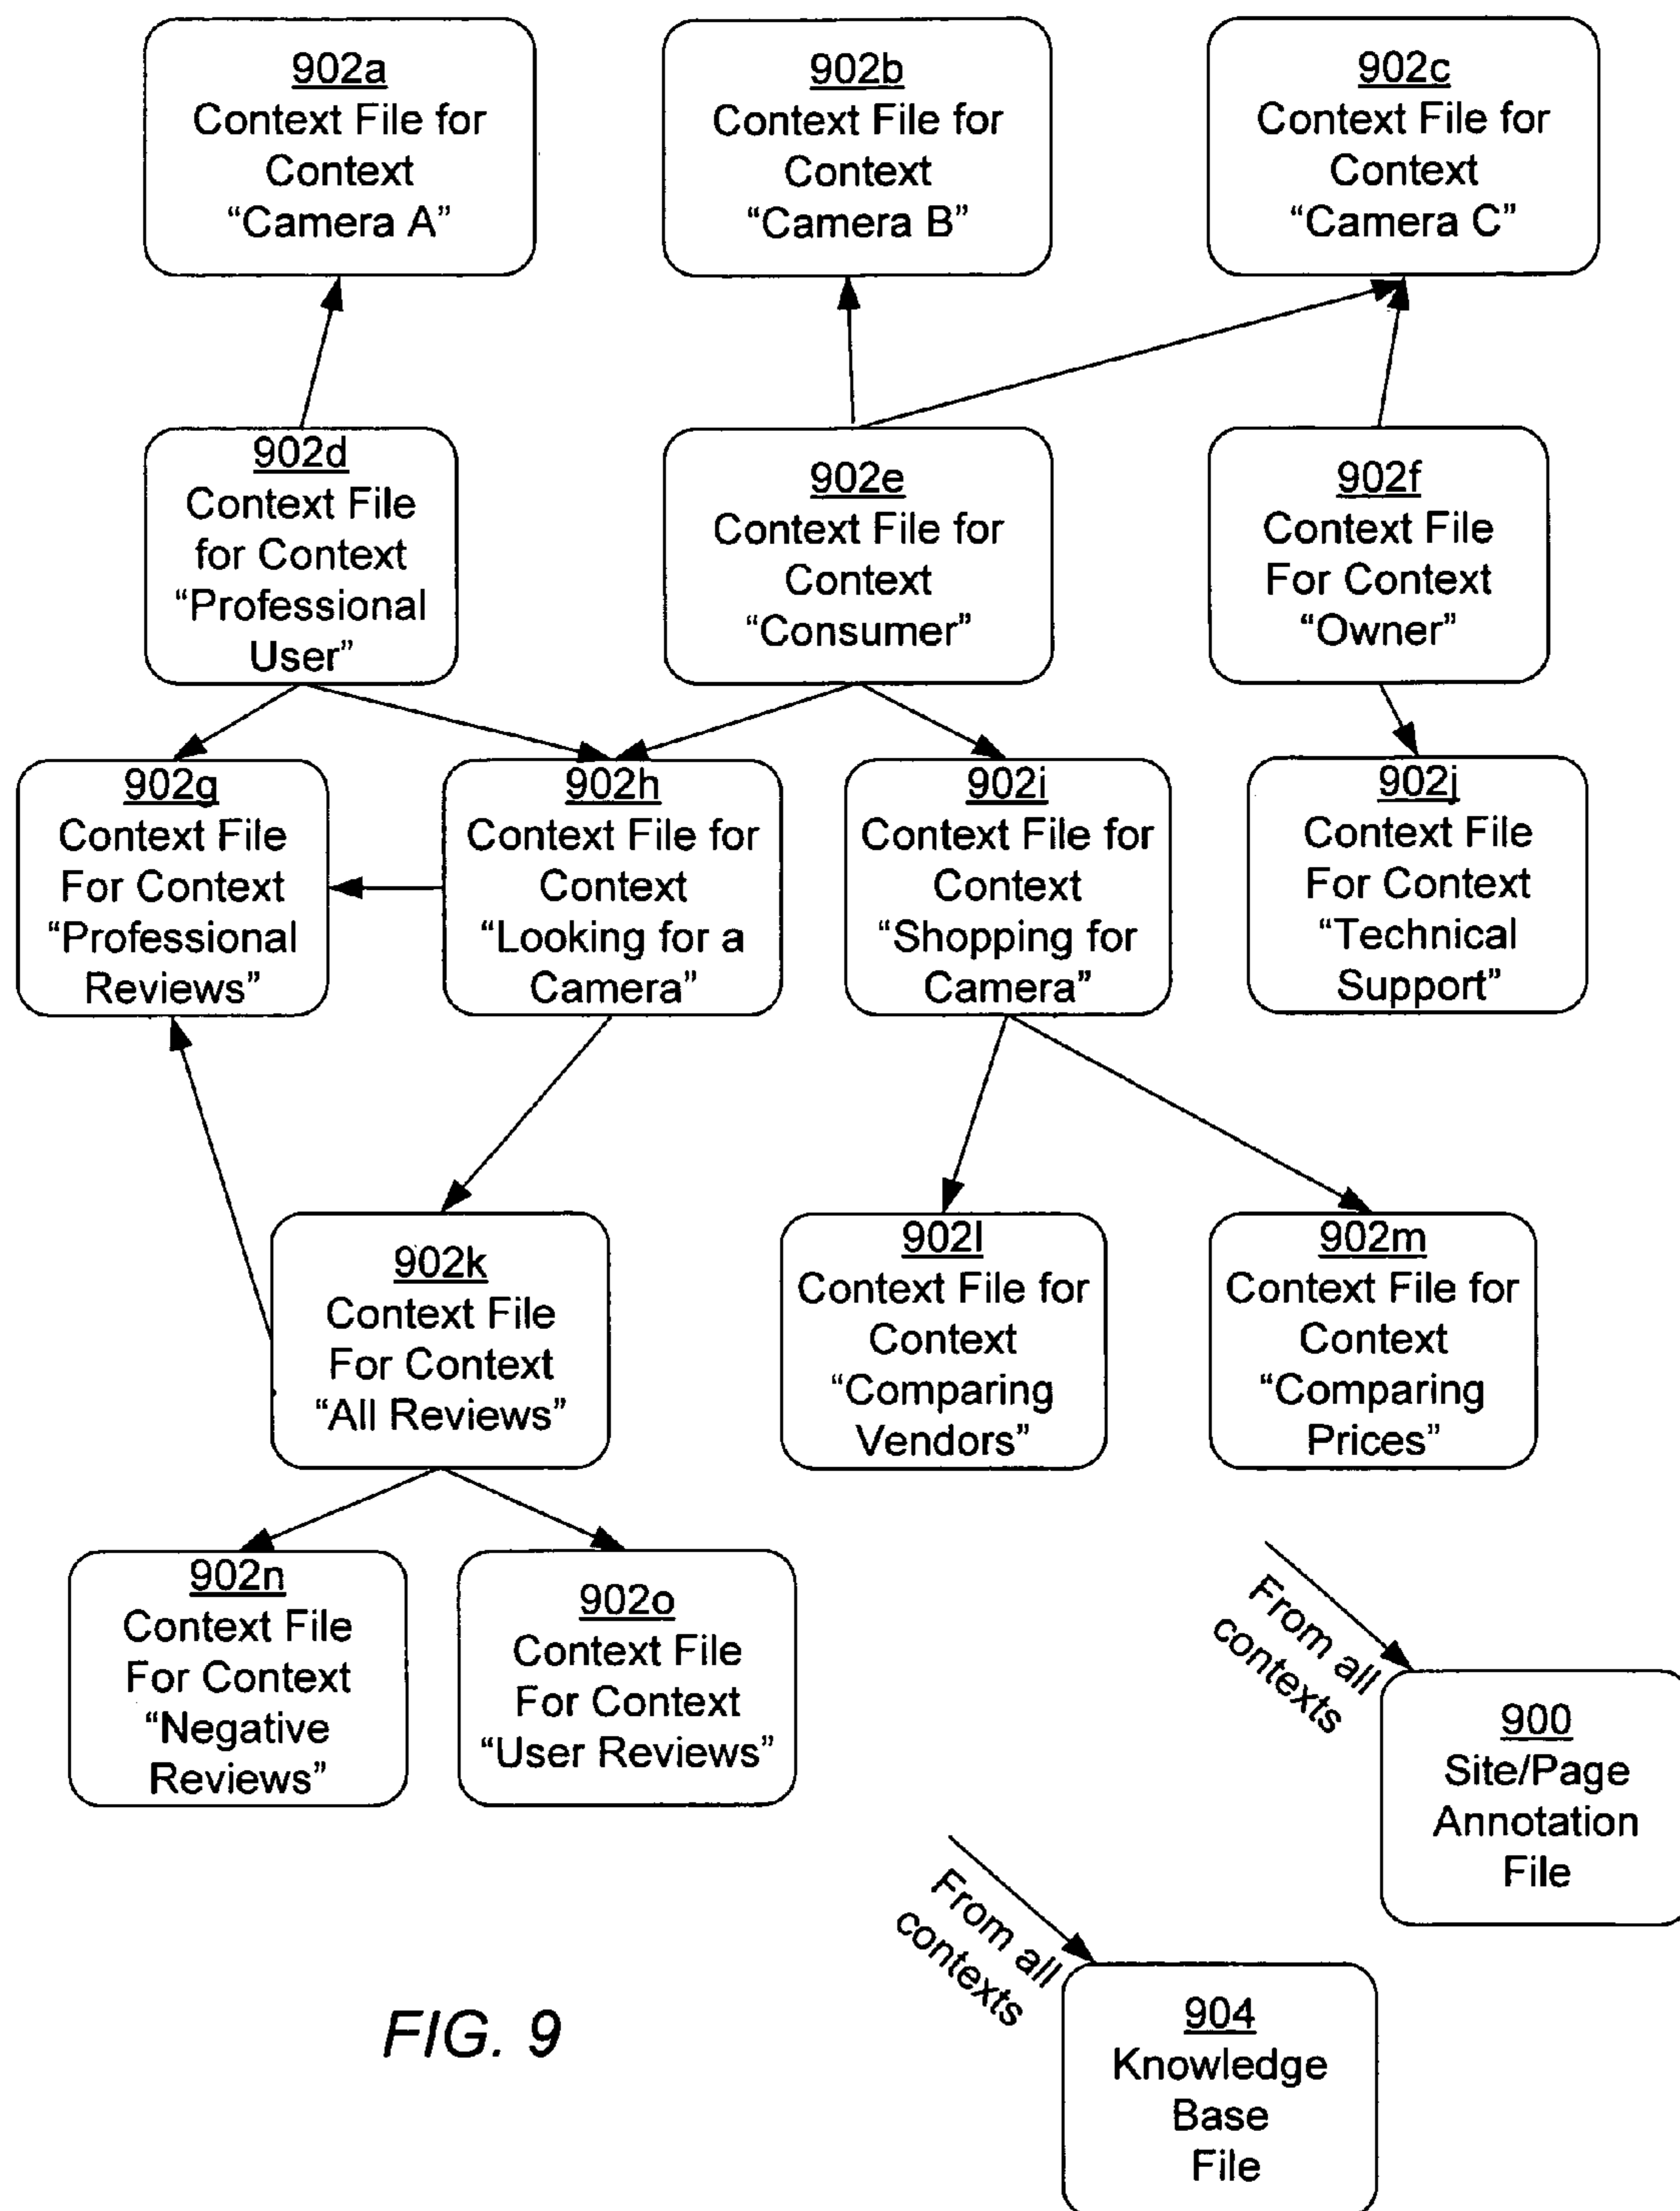 902a
Context File for
Context
“Camera A”
902b
Context File for
Context
“Camera B”
902c
Context File for
Context
“Camera C”
902d
Context File
for Context
“Professional
User”
902e
Context File for
Context
“Consumer”
902f
Context File
For Context
“Owner”
902g
Context File
For Context
“Professional
Reviews”
902h
Context File for
Context
“Looking for a
Camera”
902i
Context File for
Context
“Shopping for
Camera”
902j
Context File
For Context
“Technical
Support”
902k
Context File
For Context
“All Reviews”
902l
Context File for
Context
“Comparing
Vendors”
902m
Context File for
Context
“Comparing
Prices”
902n
Context File
For Context
“Negative
Reviews”
902o
Context File
For Context
“User Reviews”
From all
contexts
900
Site/Page
Annotation
File
From all
contexts
904
Knowledge
Base
File
FIG. 9